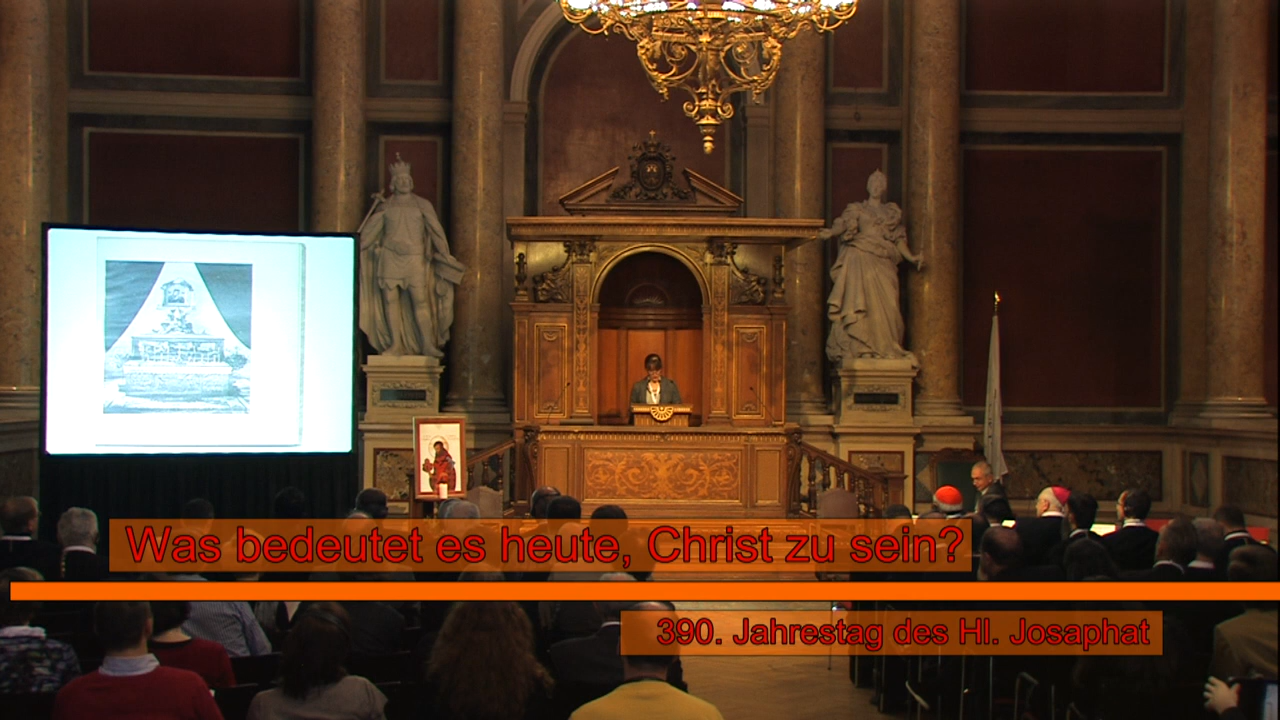 Was bedeutet es heute, Christ zu sein?
390. Jahrestag des Hl. Josaphat